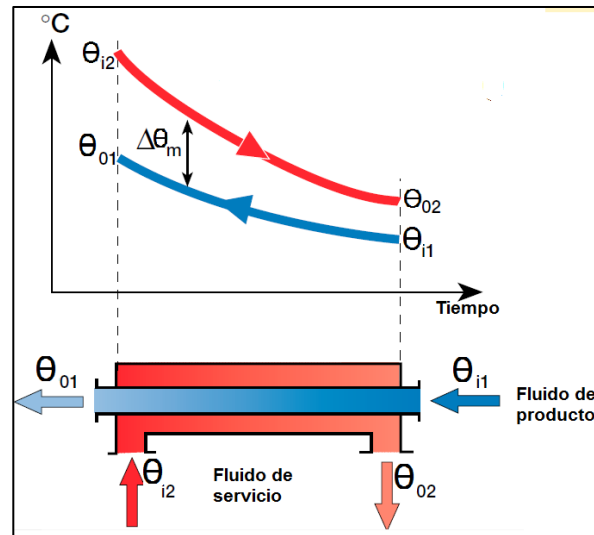 °C
θi2
θ01
Δθm
θ02
θi1
Tiempo
θ01
θi1
Fluido de
producto
θi2
Fluido de
servicio
θ02